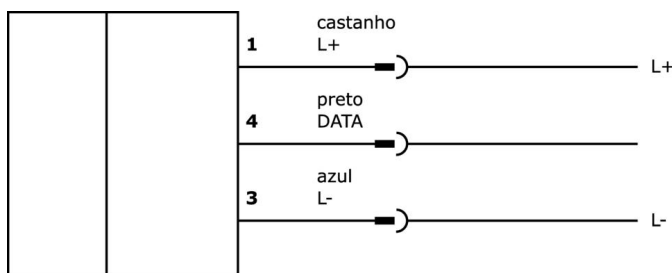 castanho
1 L+ L+
preto
4 DATA
azul
3 L- L-